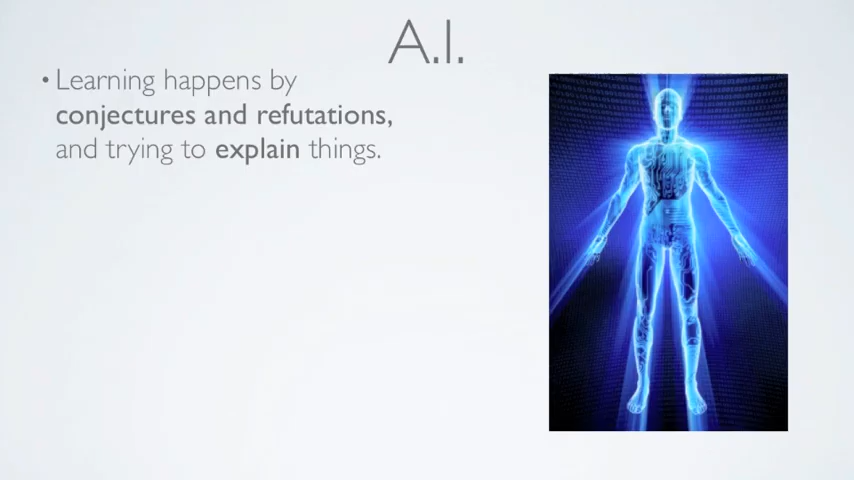 A.I.
• Learning happens by
conjectures and refutations,
and trying to explain things.